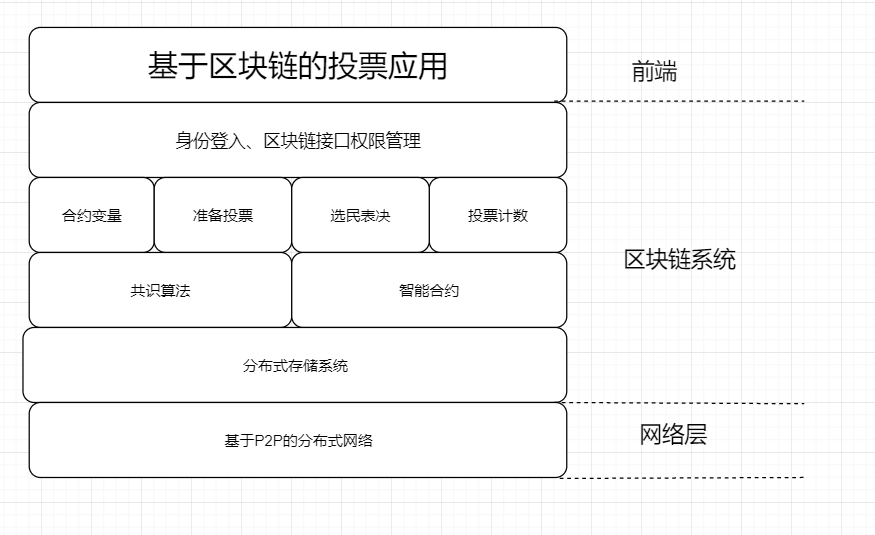 基于区块链的投票应用
前端
身份登入、区块链接口权限管理
合约变量
准备投票
选民表决
投票计数
区块链系统
共识算法
智能合约
分布式存储系统
基于P2P的分布式网络
网络层